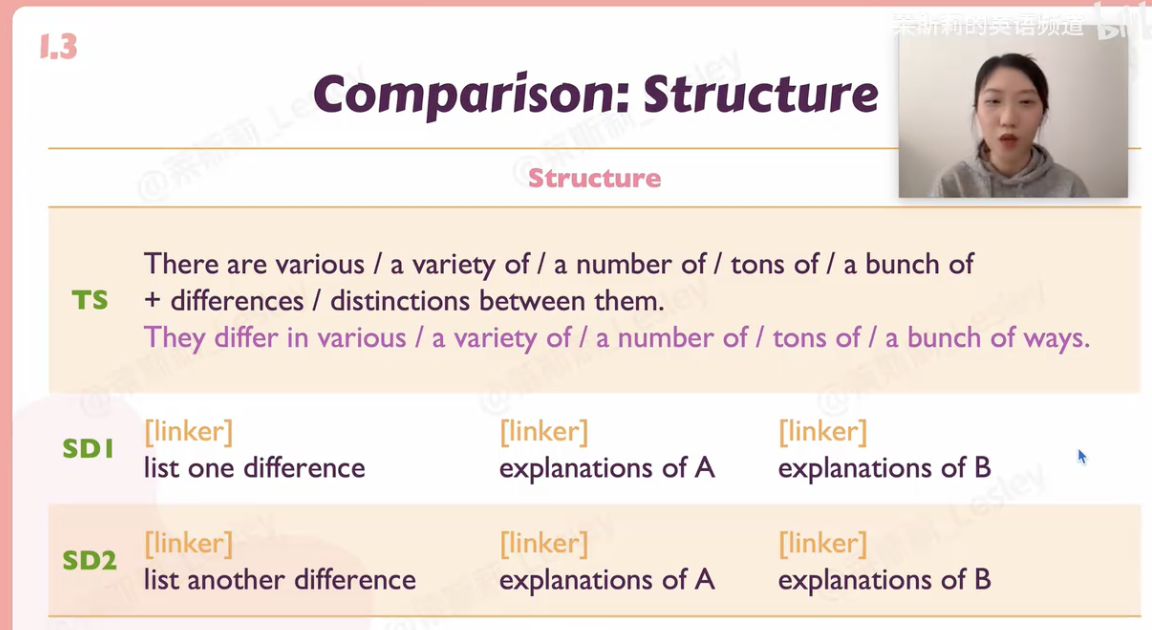 莱斯莉的英语频道
1.3
Comparison: Structure
Structure
TS
There are various / a variety of / a number of / tons of / a bunch of
+ differences / distinctions between them.
They differ in various / a variety of / a number of / tons of / a bunch of ways.
SD1
[linker] [linker] [linker]
list one difference explanations of A explanations of B
SD2
[linker] [linker] [linker]
list another difference explanations of A explanations of B
@莱斯莉_Lesley